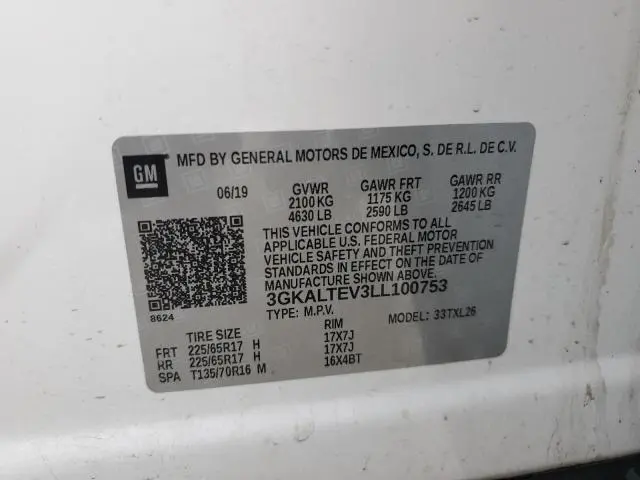 GM
MFD BY GENERAL MOTORS DE MEXICO, S. DE R.L. DE C.V.
06/19 GVWR GAWR FRT GAWR RR
2100 KG 1175 KG 1200 KG
4630 LB 2590 LB 2645 LB
THIS VEHICLE CONFORMS TO ALL
APPLICABLE U.S. FEDERAL MOTOR
VEHICLE SAFETY, BUMPER,
AND THEFT PREVENTION
STANDARDS IN EFFECT ON THE DATE OF
MANUFACTURE SHOWN ABOVE.
3GKALTEV3LL100753
8624
TYPE: M.P.V. MODEL: 33TXL26
TIRE SIZE RIM
FRT 225/65R17 H 17X7J
RR 225/65R17 H 17X7J
SPA T135/70R16 M 16X4BT